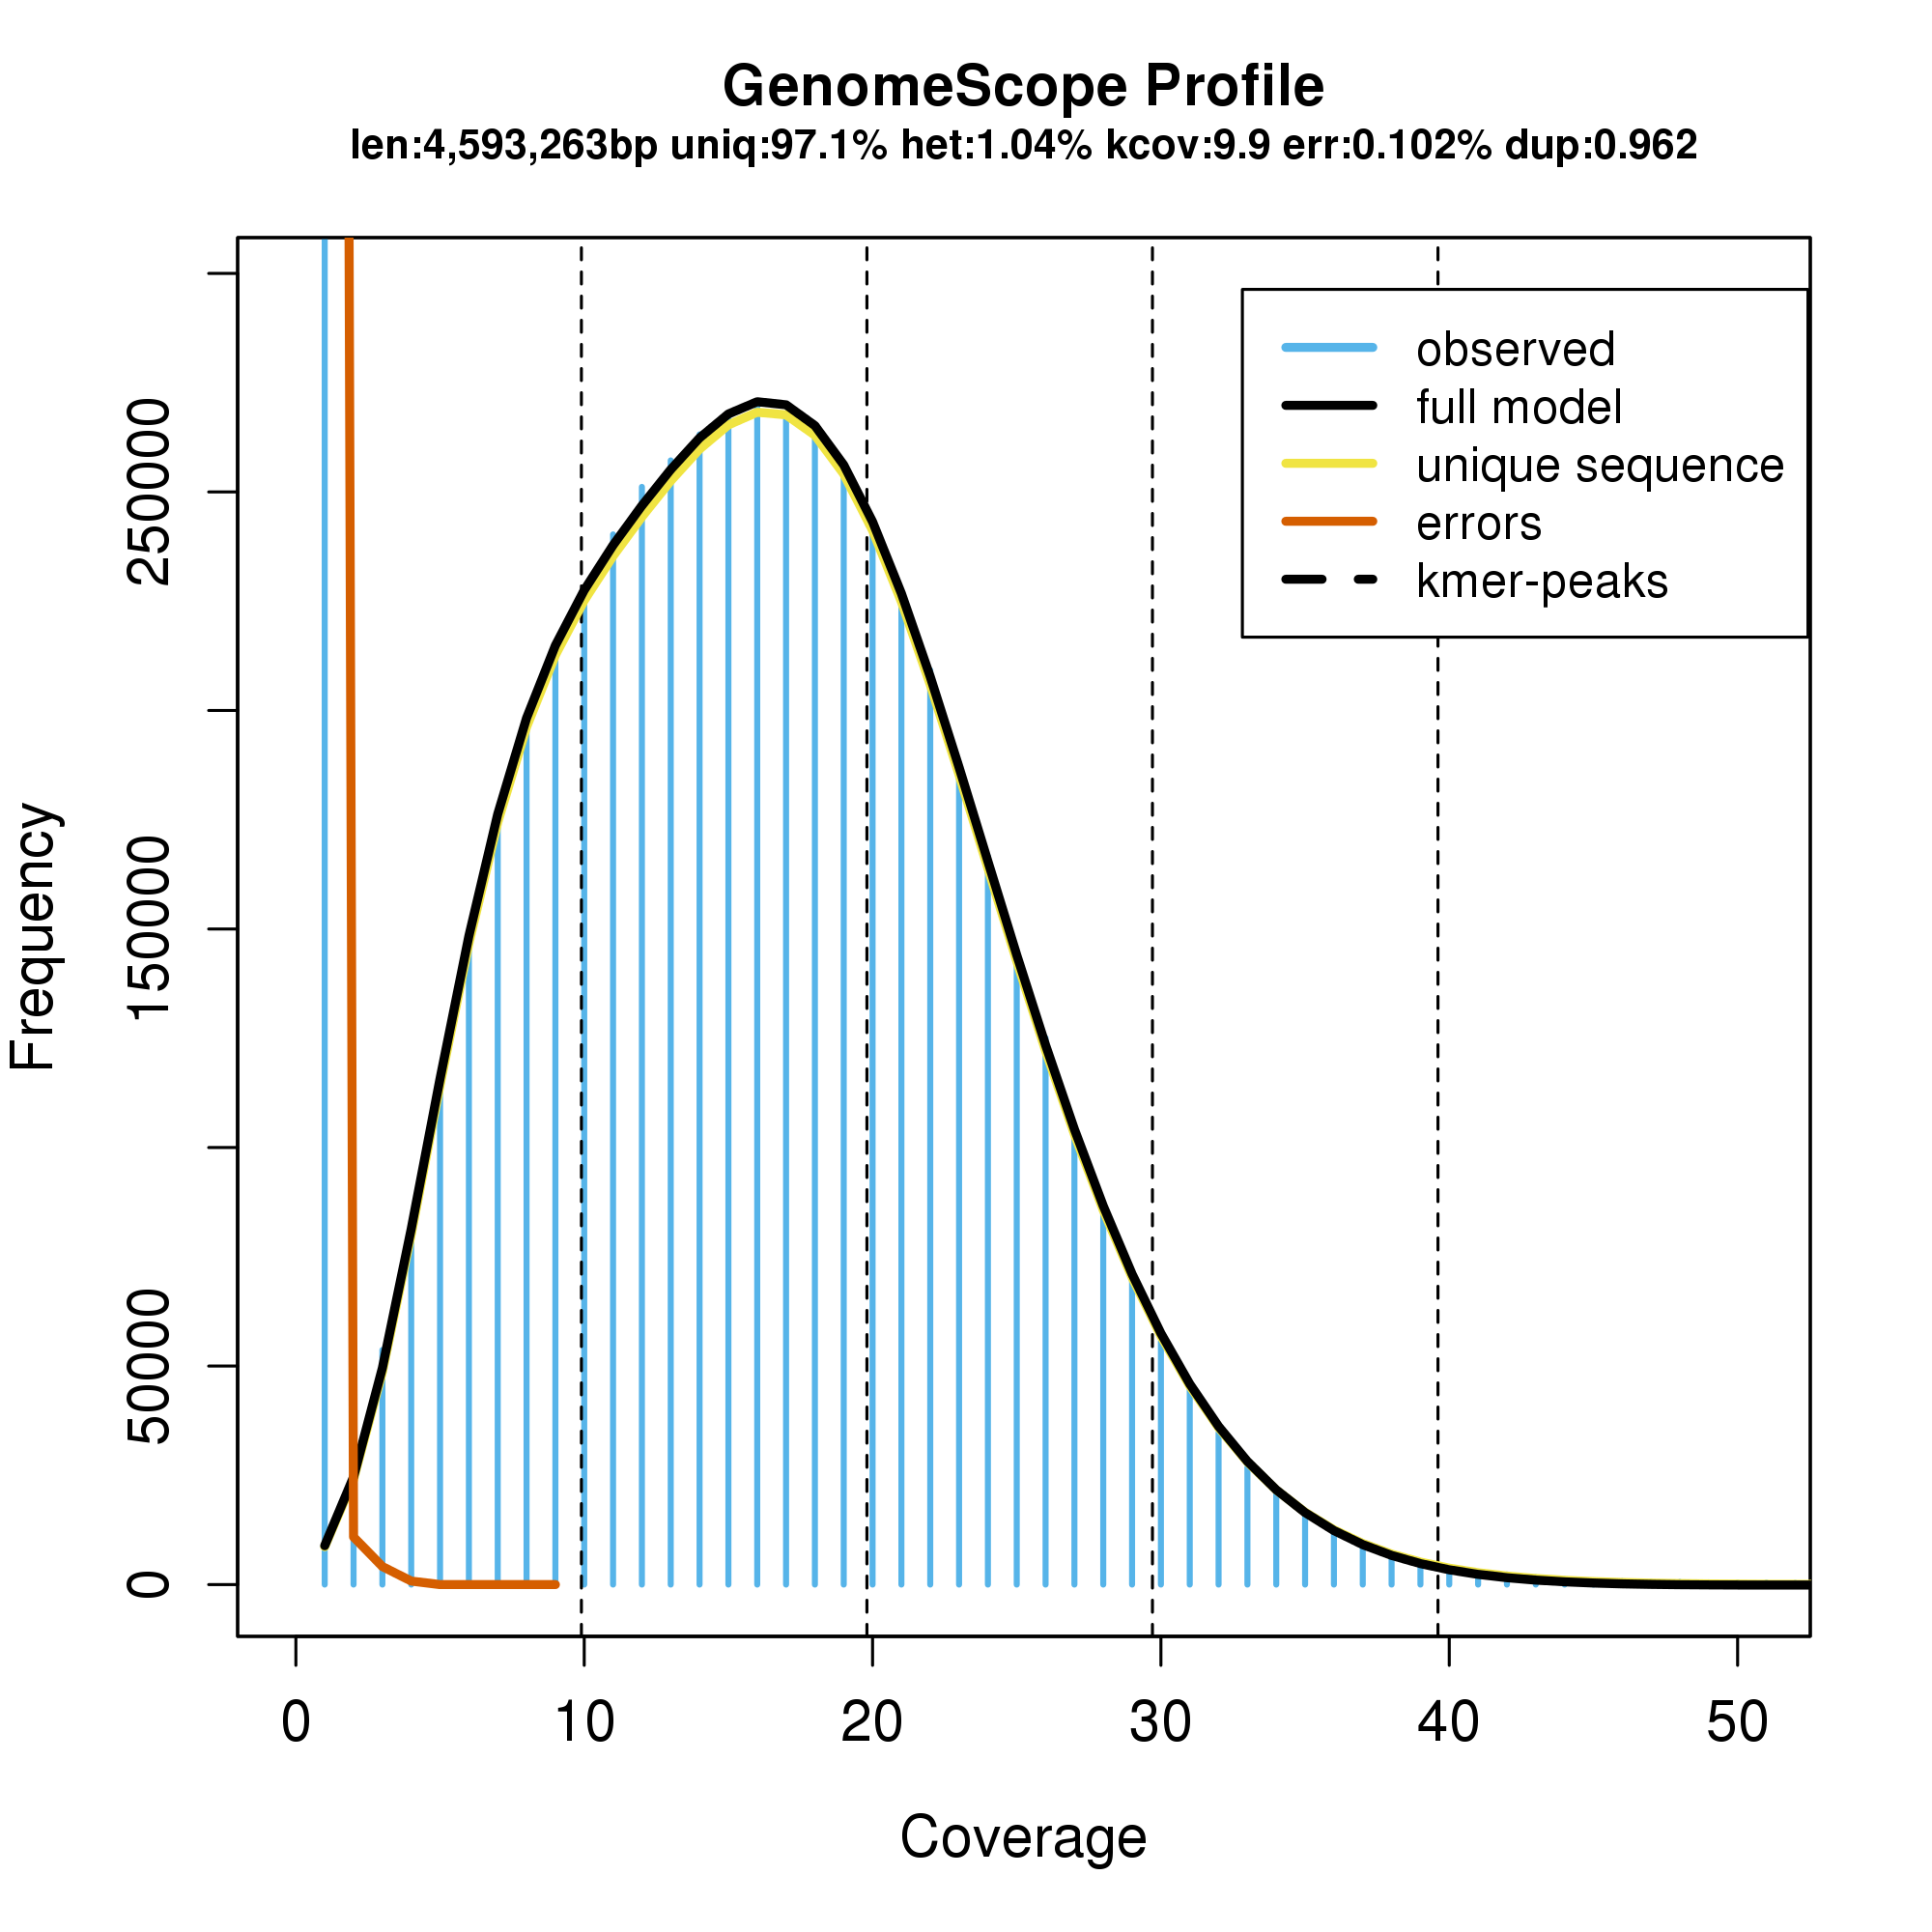 GenomeScope Profile
len:4,593,263bp uniq:97.1% het:1.04% kcov:9.9 err:0.102% dup:0.962
observed
full model
unique sequence
errors
kmer-peaks
Frequency
250000
150000
50000
0
0 10 20 30 40 50
Coverage